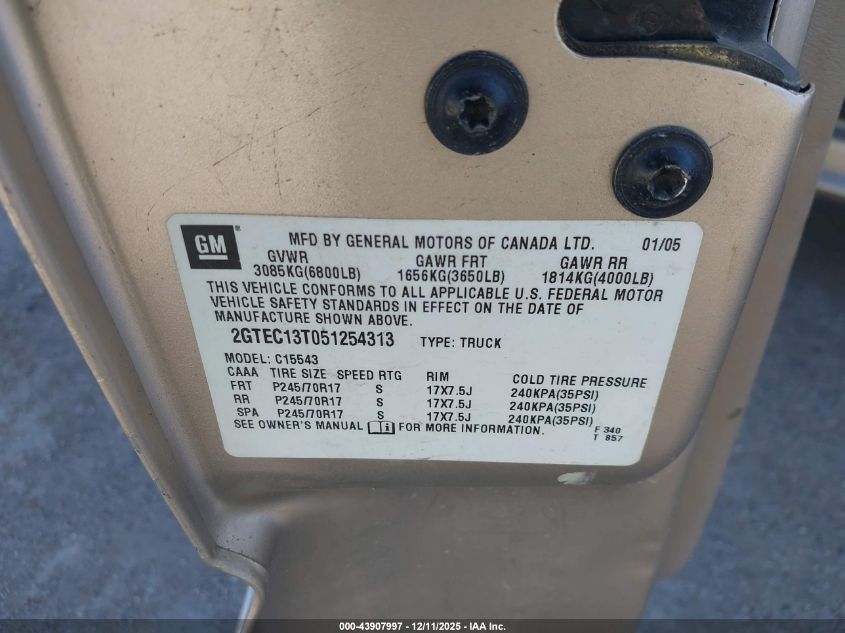 GM
MFD BY GENERAL MOTORS OF CANADA LTD. 01/05
GVWR GAWR FRT GAWR RR
3085KG(6800LB) 1656KG(3650LB) 1814KG(4000LB)
THIS VEHICLE CONFORMS TO ALL APPLICABLE U.S. FEDERAL MOTOR
VEHICLE SAFETY STANDARDS IN EFFECT ON THE DATE OF
MANUFACTURE SHOWN ABOVE.
2GTEC13T051254313 TYPE: TRUCK
MODEL: C15543
CAAA TIRE SIZE SPEED RTG RIM COLD TIRE PRESSURE
FRT P245/70R17 S 17X7.5J 240KPA(35PSI)
RR P245/70R17 S 17X7.5J 240KPA(35PSI)
SPA P245/70R17 S 17X7.5J 240KPA(35PSI)
SEE OWNER'S MANUAL i FOR MORE INFORMATION. F 340
T 857
000-43907997 - 12/11/2025 - IAA Inc.